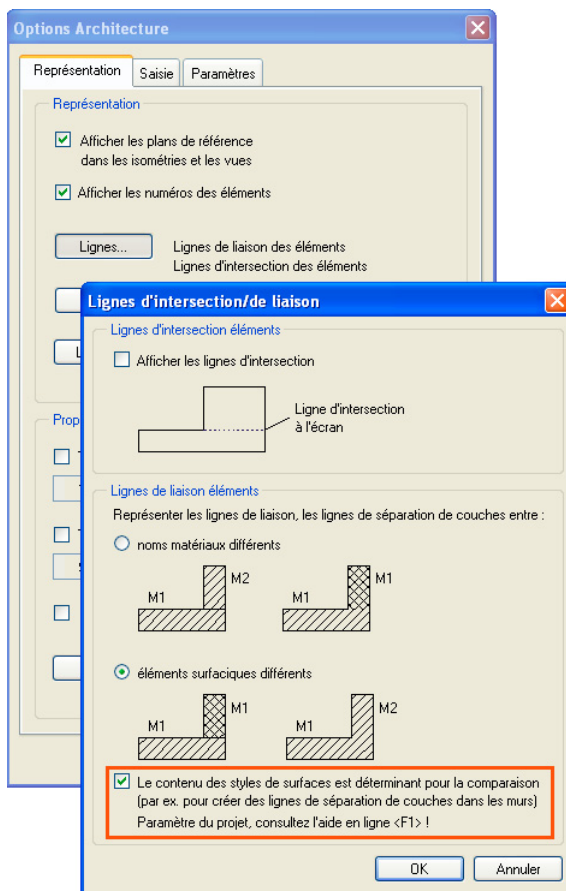 Options Architecture
Représentation
Saisie
Paramètres
Représentation
Afficher les plans de référence
dans les isométries et les vues
Afficher les numéros des éléments
Lignes...
Lignes de liaison des éléments
Lignes d'intersection des éléments
Lignes d'intersection/de liaison
Lignes d'intersection éléments
Afficher les lignes d'intersection
Ligne d'intersection
à l'écran
Lignes de liaison éléments
Représenter les lignes de liaison, les lignes de séparation de couches entre :
noms matériaux différents
M1 M2 M1 M1
éléments surfaciques différents
M1 M1 M1 M2
Le contenu des styles de surfaces est déterminant pour la comparaison
(par ex. pour créer des lignes de séparation de couches dans les murs)
Paramètre du projet, consultez l'aide en ligne <F1> !
OK
Annuler